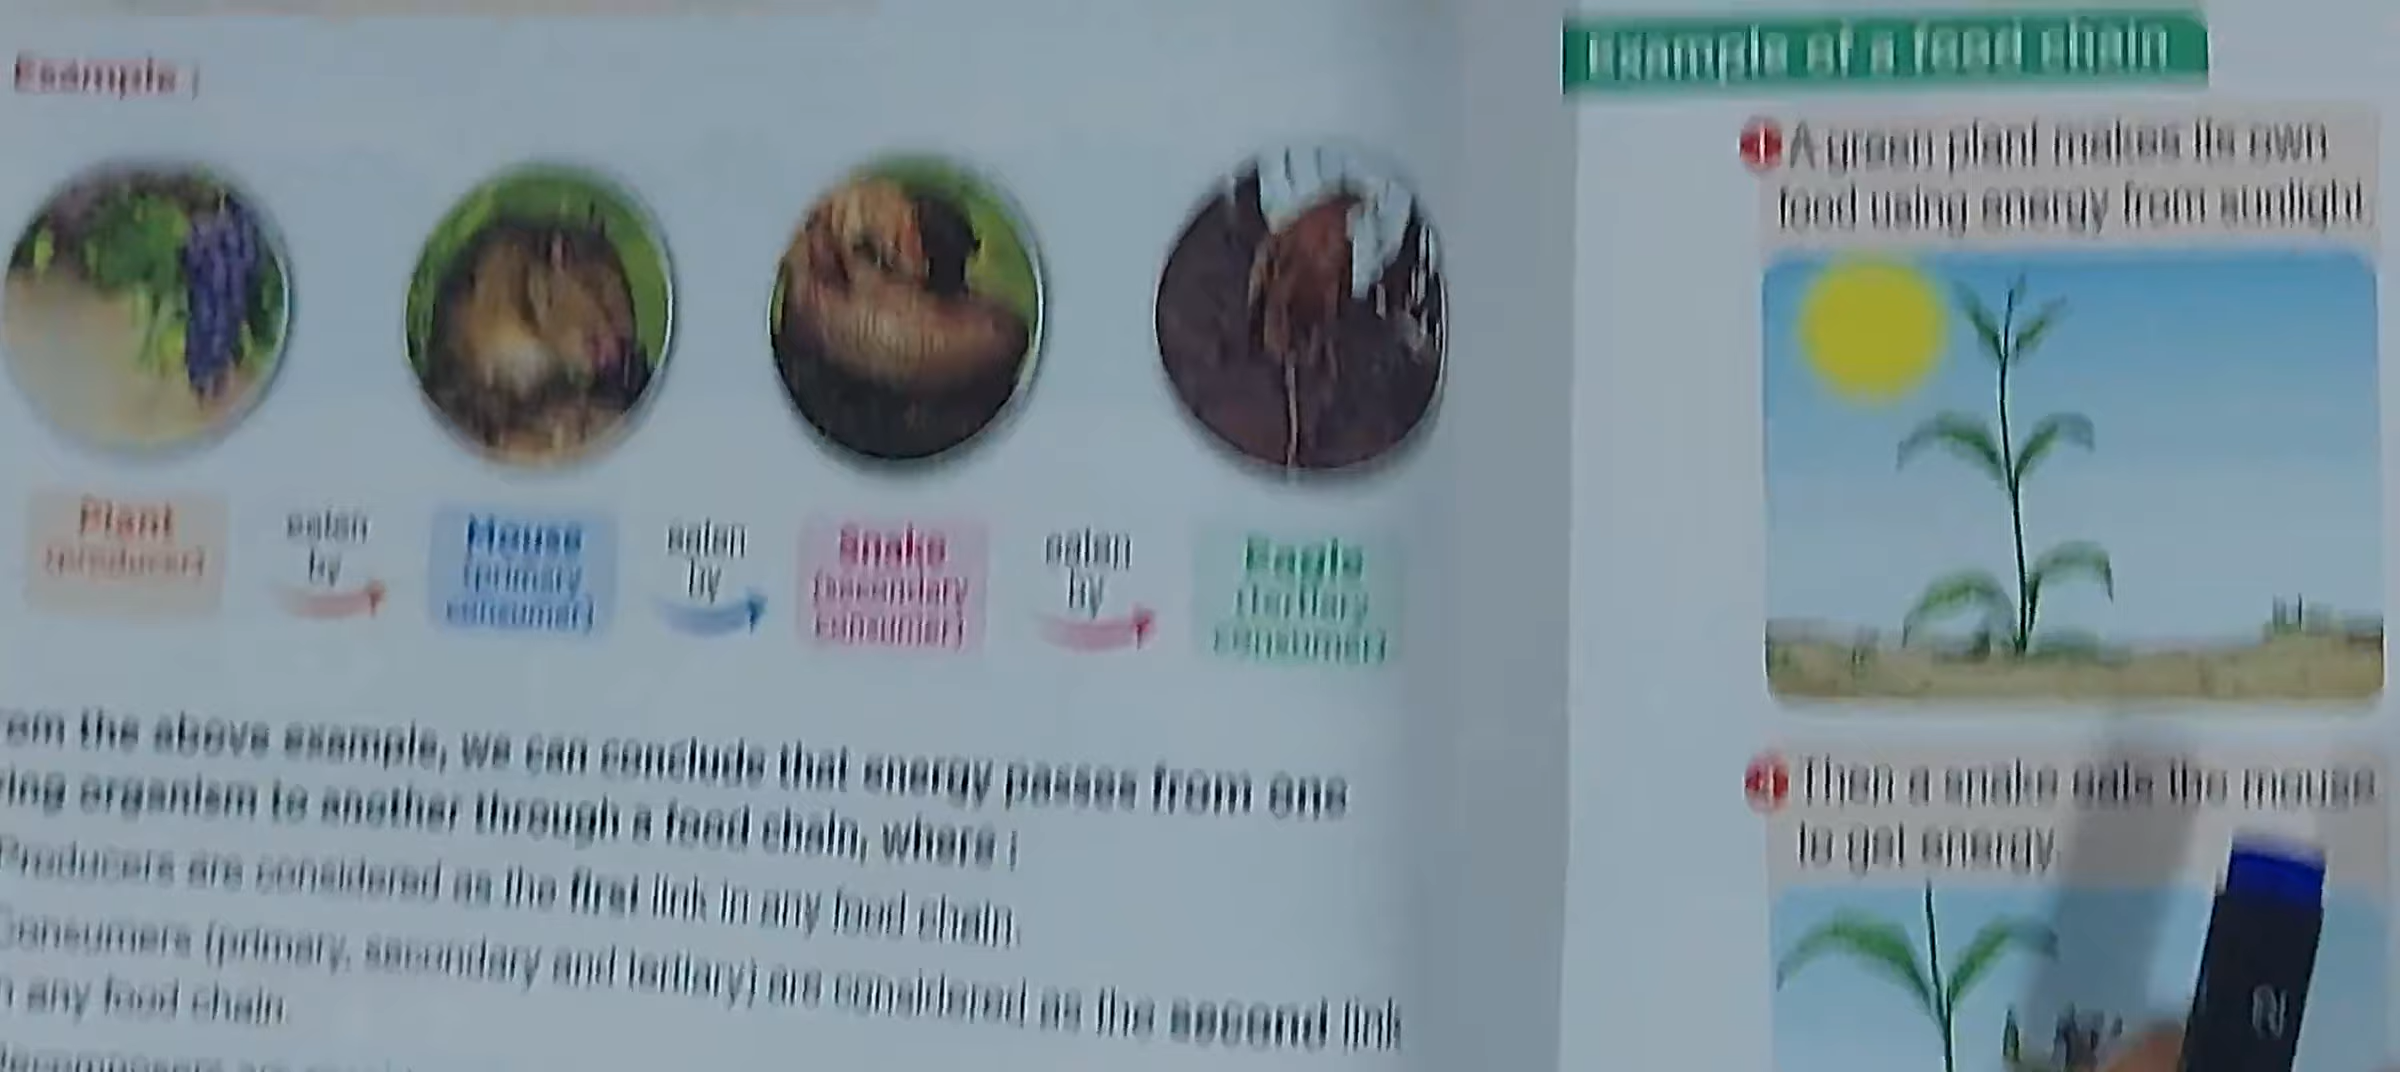 Example :
Plant
(producer)
eaten
by
Mouse
(primary
consumer)
eaten
by
Snake
(secondary
consumer)
eaten
by
Eagle
(tertiary
consumer)
om the above example, we can conclude that energy passes from one
ing organism to another through a food chain, where :
Producers are considered as the first link in any food chain.
Consumers (primary, secondary and tertiary) are considered as the second link
any food chain.
Example of a food chain
1 A green plant makes its own
food using energy from sunlight.
Then a snake eats the mouse
to get energy.